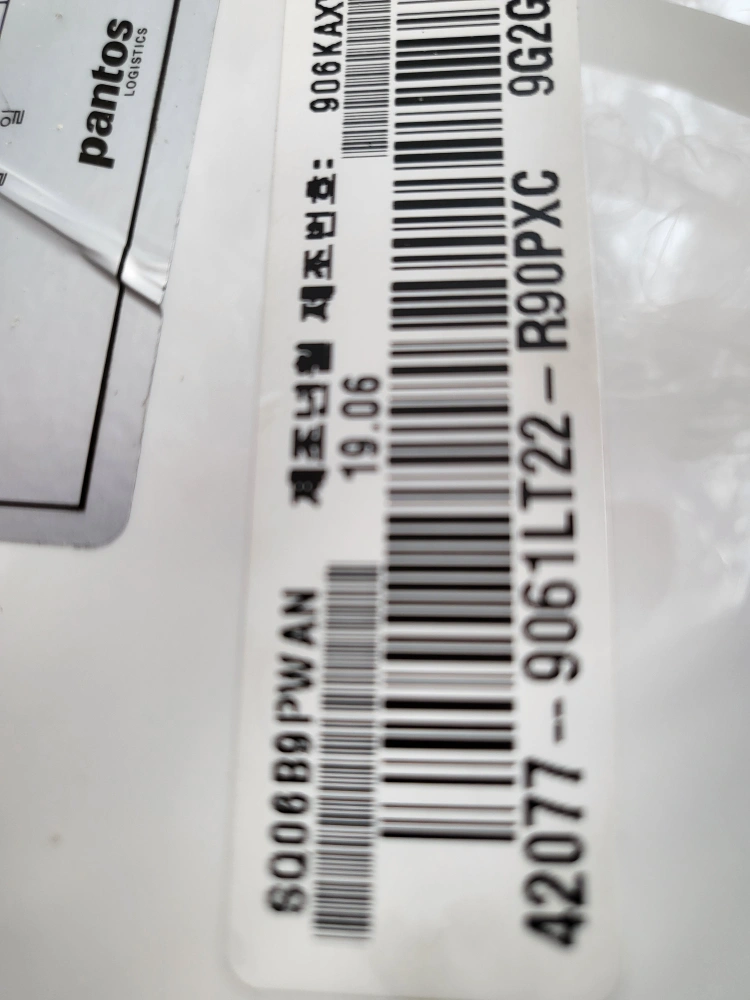 pantos
LOGISTICS
SQ06B9PWAN
제조년월 제조번호: 906KAX
19.06
42077--9061LT22-R90PXC 9G2G